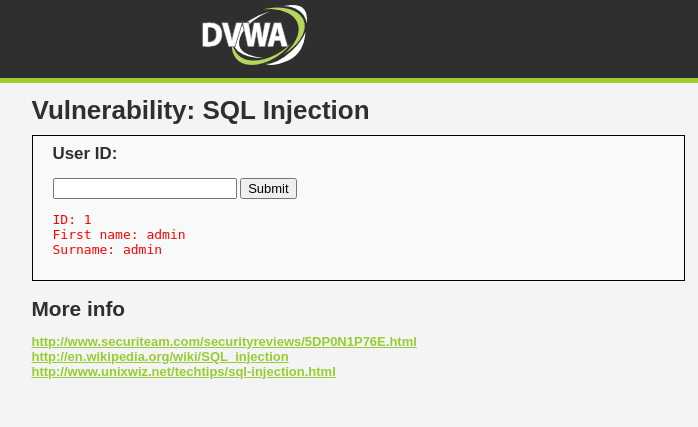 DVWA
Vulnerability: SQL Injection
User ID:
Submit
ID: 1
First name: admin
Surname: admin
More info
http://www.securiteam.com/securityreviews/5DP0N1P76E.html
http://en.wikipedia.org/wiki/SQL_injection
http://www.unixwiz.net/techtips/sql-injection.html